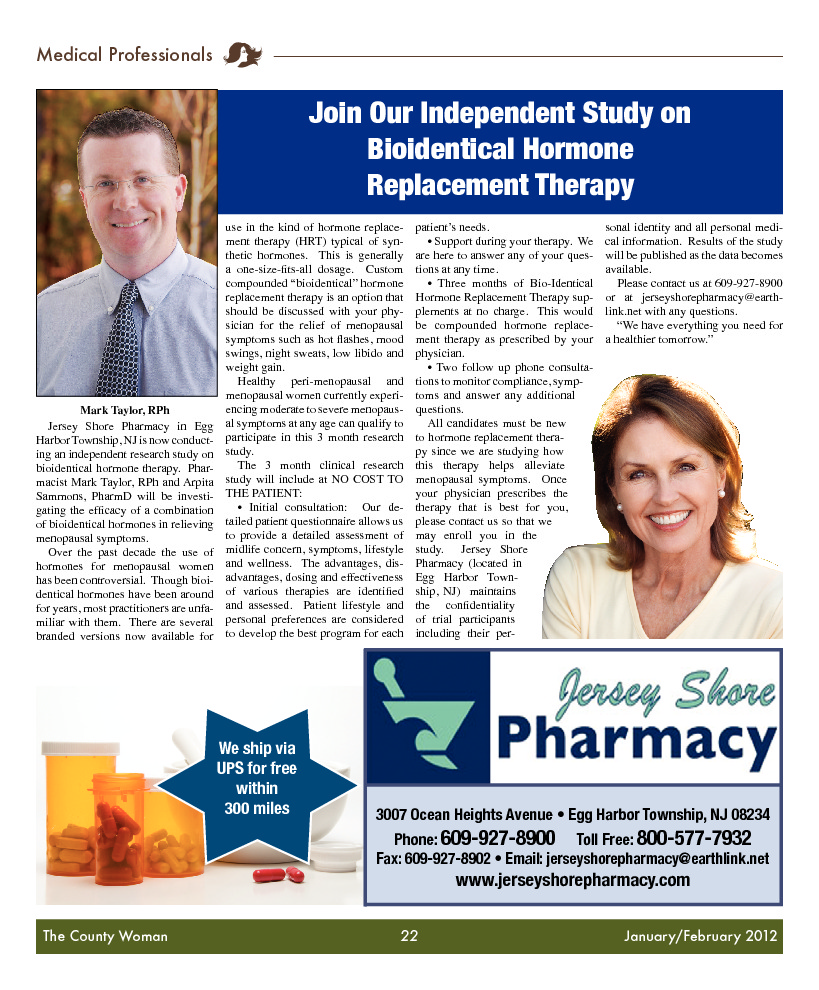 Medical Professionals
Join Our Independent Study on
Bioidentical Hormone
Replacement Therapy
Mark Taylor, RPh
Jersey Shore Pharmacy in Egg
Harbor Township, NJ is now conduct-
ing an independent research study on
bioidentical hormone therapy. Phar-
macist Mark Taylor, RPh and Arpita
Sammons, PharmD will be investi-
gating the efficacy of a combination
of bioidentical hormones in relieving
menopausal symptoms.
Over the past decade the use of
hormones for menopausal women
has been controversial. Though bioi-
dentical hormones have been around
for years, most practitioners are unfa-
miliar with them. There are several
branded versions now available for
use in the kind of hormone replace-
ment therapy (HRT) typical of syn-
thetic hormones. This is generally
a one-size-fits-all dosage. Custom
compounded "bioidentical" hormone
replacement therapy is an option that
should be discussed with your phy-
sician for the relief of menopausal
symptoms such as hot flashes, mood
swings, night sweats, low libido and
weight gain.
Healthy peri-menopausal and
menopausal women currently experi-
encing moderate to severe menopaus-
al symptoms at any age can qualify to
participate in this 3 month research
study.
The 3 month clinical research
study will include at NO COST TO
THE PATIENT:
• Initial consultation: Our de-
tailed patient questionnaire allows us
to provide a detailed assessment of
midlife concern, symptoms, lifestyle
and wellness. The advantages, dis-
advantages, dosing and effectiveness
of various therapies are identified
and assessed. Patient lifestyle and
personal preferences are considered
to develop the best program for each
patient's needs.
• Support during your therapy. We
are here to answer any of your ques-
tions at any time.
• Three months of Bio-Identical
Hormone Replacement Therapy sup-
plements at no charge. This would
be compounded hormone replace-
ment therapy as prescribed by your
physician.
• Two follow up phone consulta-
tions to monitor compliance, symp-
toms and answer any additional
questions.
All candidates must be new
to hormone replacement thera-
py since we are studying how
this therapy helps alleviate
menopausal symptoms. Once
your physician prescribes the
therapy that is best for you,
please contact us so that we
may enroll you in the
study. Jersey Shore
Pharmacy (located in
Egg Harbor Town-
ship, NJ) maintains
the confidentiality
of trial participants
including their per-
sonal identity and all personal medi-
cal information. Results of the study
will be published as the data becomes
available.
Please contact us at 609-927-8900
or at jerseyshorepharmacy@earth-
link.net with any questions.
"We have everything you need for
a healthier tomorrow."
We ship via
UPS for free
within
300 miles
Jersey Shore
Pharmacy
3007 Ocean Heights Avenue • Egg Harbor Township, NJ 08234
Phone: 609-927-8900 Toll Free: 800-577-7932
Fax: 609-927-8902 • Email: jerseyshorepharmacy@earthlink.net
www.jerseyshorepharmacy.com
The County Woman 22 January/February 2012